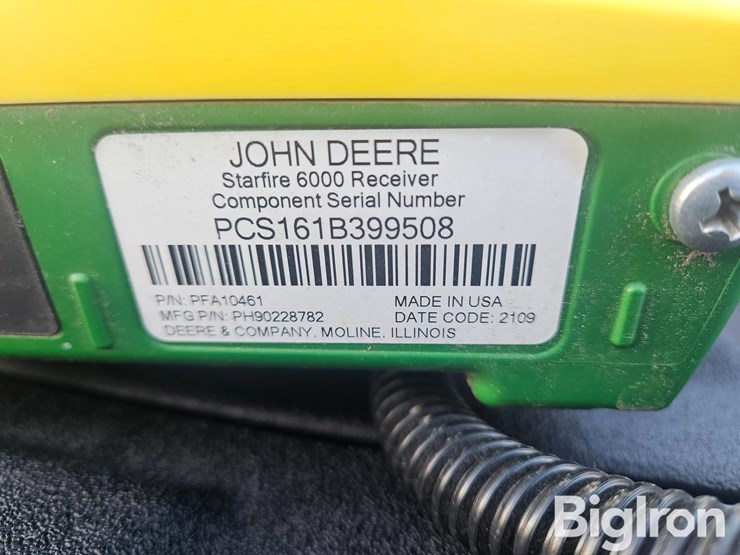 JOHN DEERE
Starfire 6000 Receiver
Component Serial Number
PCS161B399508
P/N: PFA10461 MADE IN USA
MFG P/N: PH90228782 DATE CODE: 2109
DEERE & COMPANY, MOLINE, ILLINOIS
BigIron